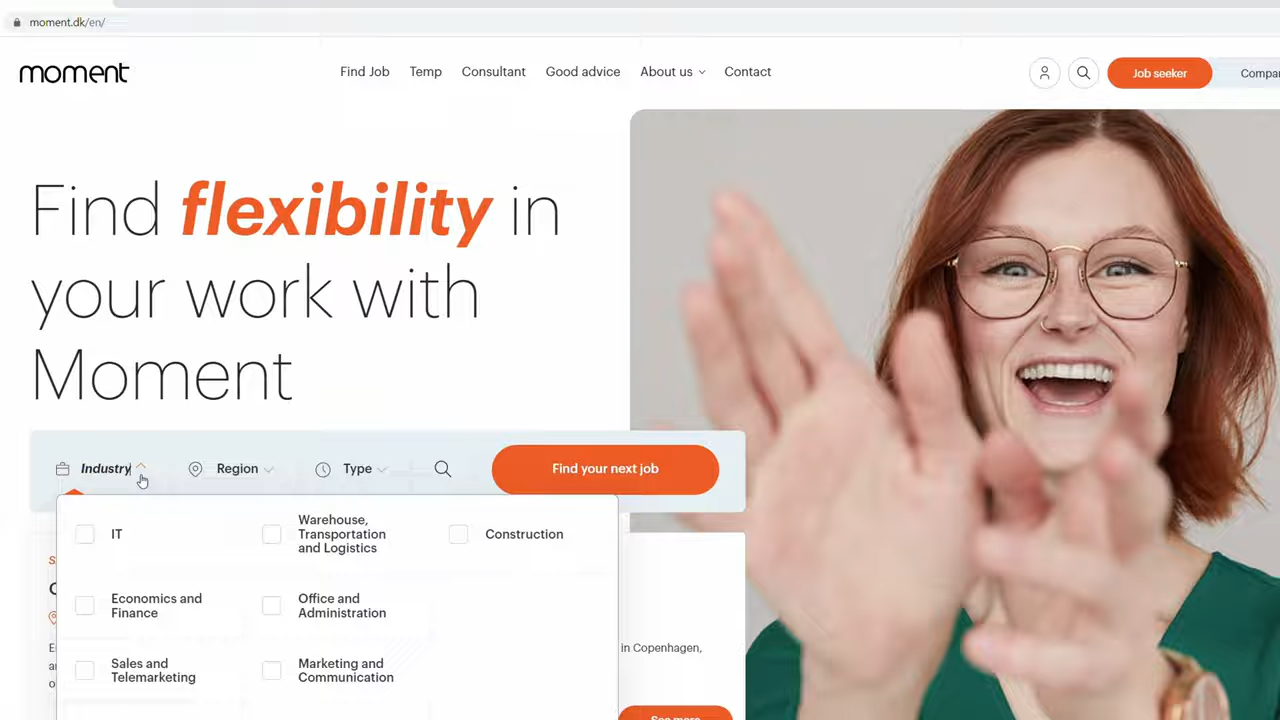 moment.dk/en/
moment
Find Job
Temp
Consultant
Good advice
About us
Contact
Job seeker
Find flexibility in
your work with
Moment
Industry
Region
Type
Find your next job
IT
Warehouse,
Transportation
and Logistics
Construction
Economics and
Finance
Office and
Administration
Sales and
Telemarketing
Marketing and
Communication
in Copenhagen,
See more